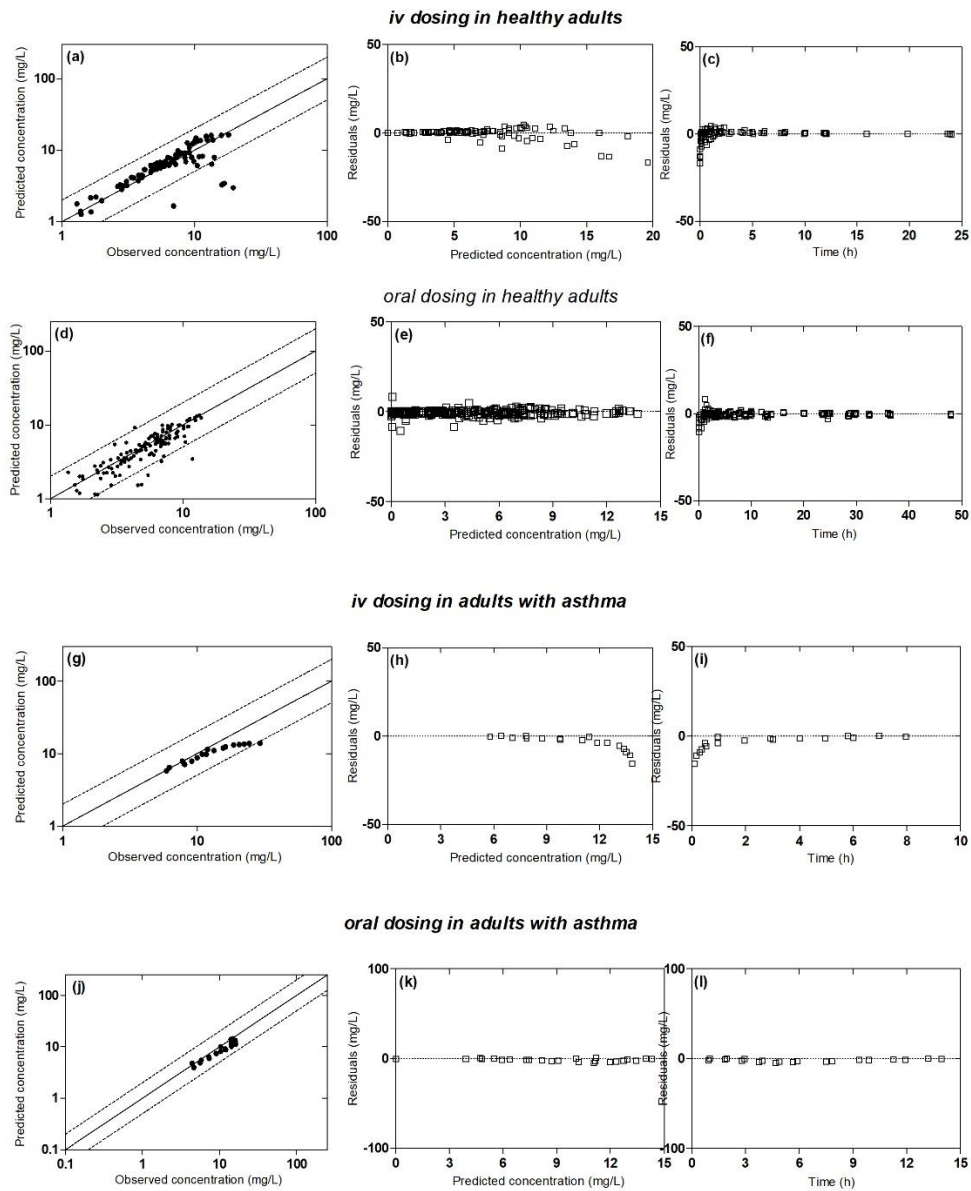 iv dosing in healthy adults
(a)
Predicted concentration (mg/L)
100
10
1
1
10
100
Observed concentration (mg/L)
(b)
Residuals (mg/L)
50
0
-50
0
5
10
15
20
Predicted concentration (mg/L)
(c)
Residuals (mg/L)
50
0
-50
0
5
10
15
20
25
Time (h)
oral dosing in healthy adults
(d)
Predicted concentration (mg/L)
100
10
1
1
10
100
Observed concentration (mg/L)
(e)
Residuals (mg/L)
50
0
-50
0
3
6
9
12
15
Predicted concentration (mg/L)
(f)
Residuals (mg/L)
50
0
-50
0
10
20
30
40
50
Time (h)
iv dosing in adults with asthma
(g)
Predicted concentration (mg/L)
100
10
1
1
10
100
Observed concentration (mg/L)
(h)
Residuals (mg/L)
50
0
-50
0
3
6
9
12
15
Predicted concentration (mg/L)
(i)
Residuals (mg/L)
50
0
-50
0
2
4
6
8
10
Time (h)
oral dosing in adults with asthma
(j)
Predicted concentration (mg/L)
100
10
1
0.1
0.1
1
10
100
Observed concentration (mg/L)
(k)
Residuals (mg/L)
100
0
-100
0
3
6
9
12
15
Predicted concentration (mg/L)
(l)
Residuals (mg/L)
100
0
-100
0
3
6
9
12
15
Time (h)